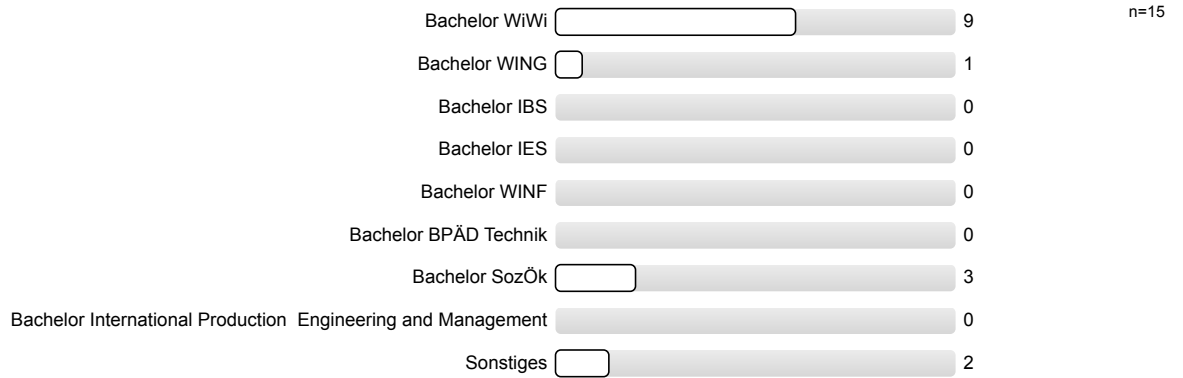 Bachelor WiWi 9 n=15
Bachelor WING 1
Bachelor IBS 0
Bachelor IES 0
Bachelor WINF 0
Bachelor BPÄD Technik 0
Bachelor SozÖk 3
Bachelor International Production Engineering and Management 0
Sonstiges 2